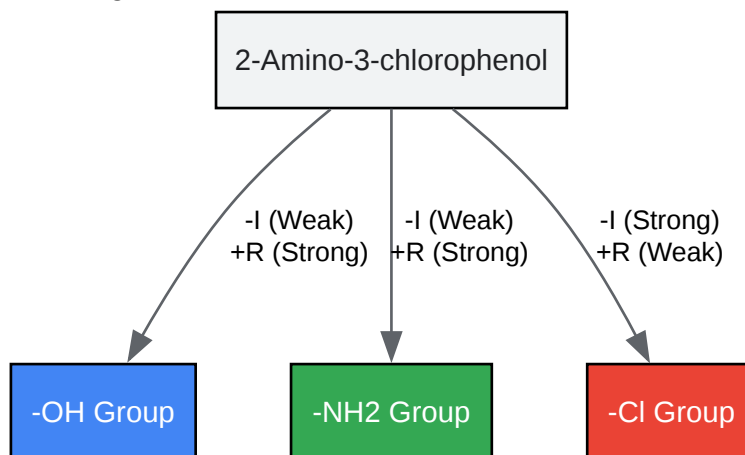 2-Amino-3-chlorophenol
-I (Weak)
+R (Strong)
-I (Weak)
+R (Strong)
-I (Strong)
+R (Weak)
-OH Group
-NH2 Group
-Cl Group